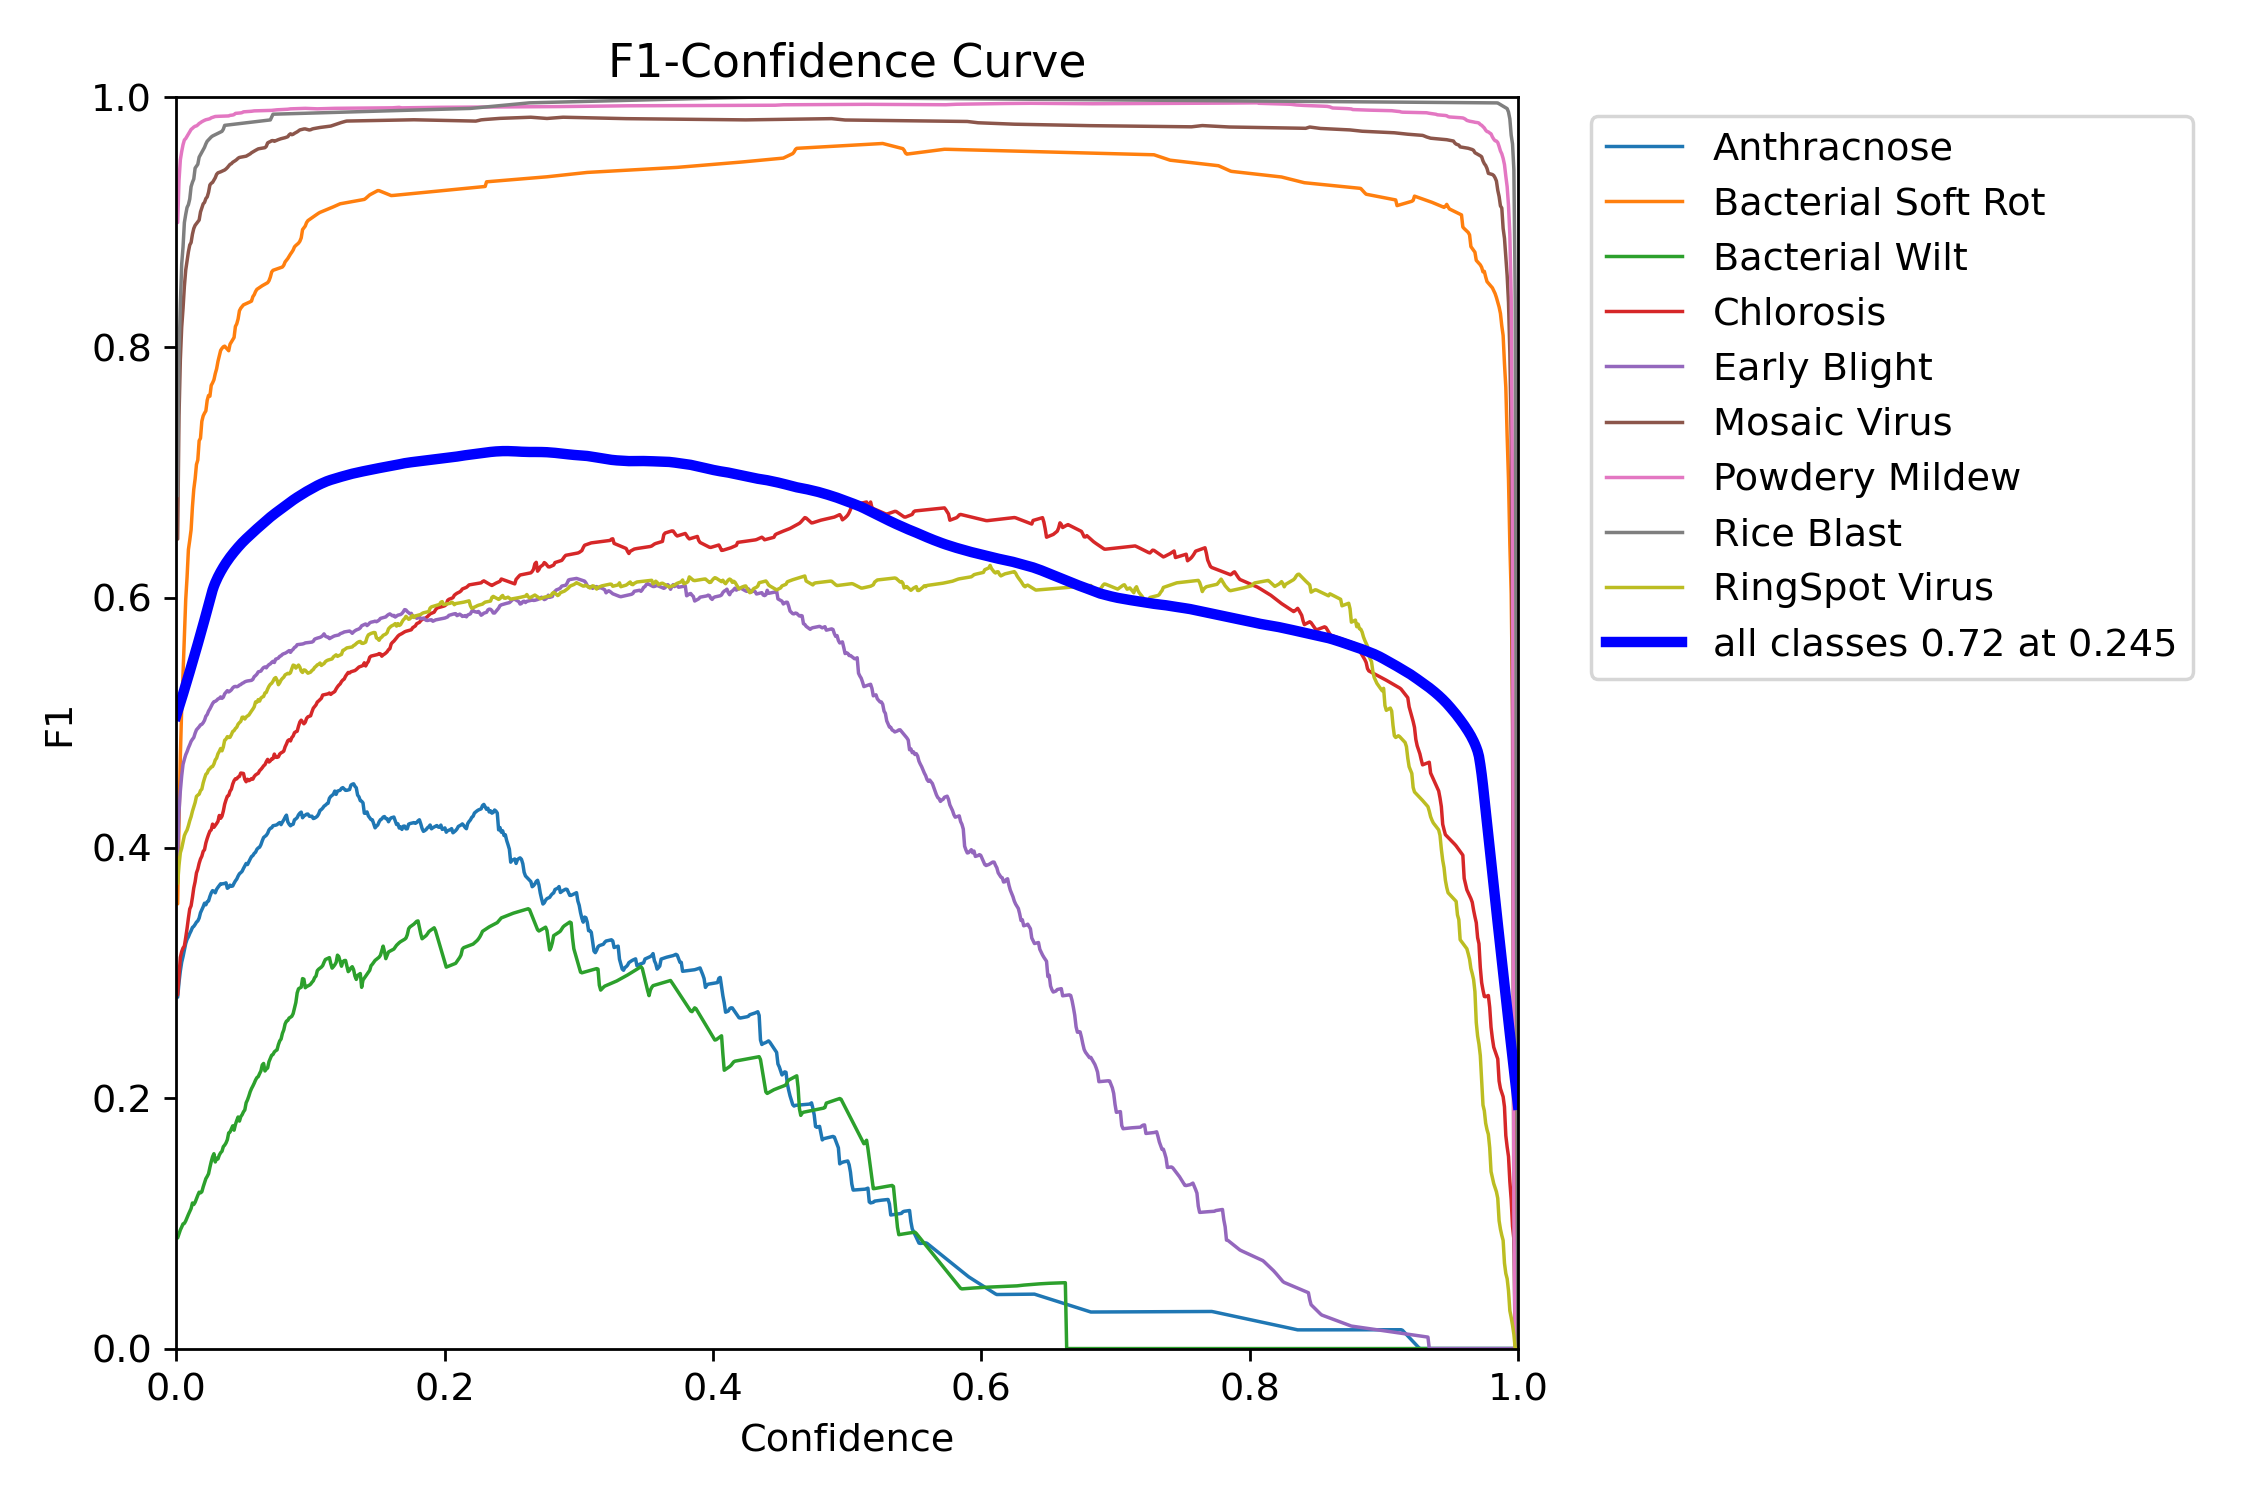 F1-Confidence Curve
1.0
0.8
0.6
0.4
0.2
0.0
F1
0.0 0.2 0.4 0.6 0.8 1.0
Confidence
Anthracnose
Bacterial Soft Rot
Bacterial Wilt
Chlorosis
Early Blight
Mosaic Virus
Powdery Mildew
Rice Blast
RingSpot Virus
all classes 0.72 at 0.245